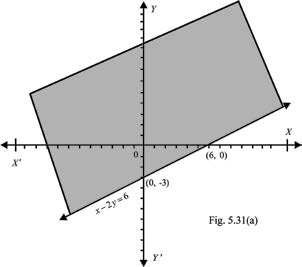 Y
X
X'
0
(6, 0)
(0, -3)
x-2y=6
Fig. 5.31(a)
Y'